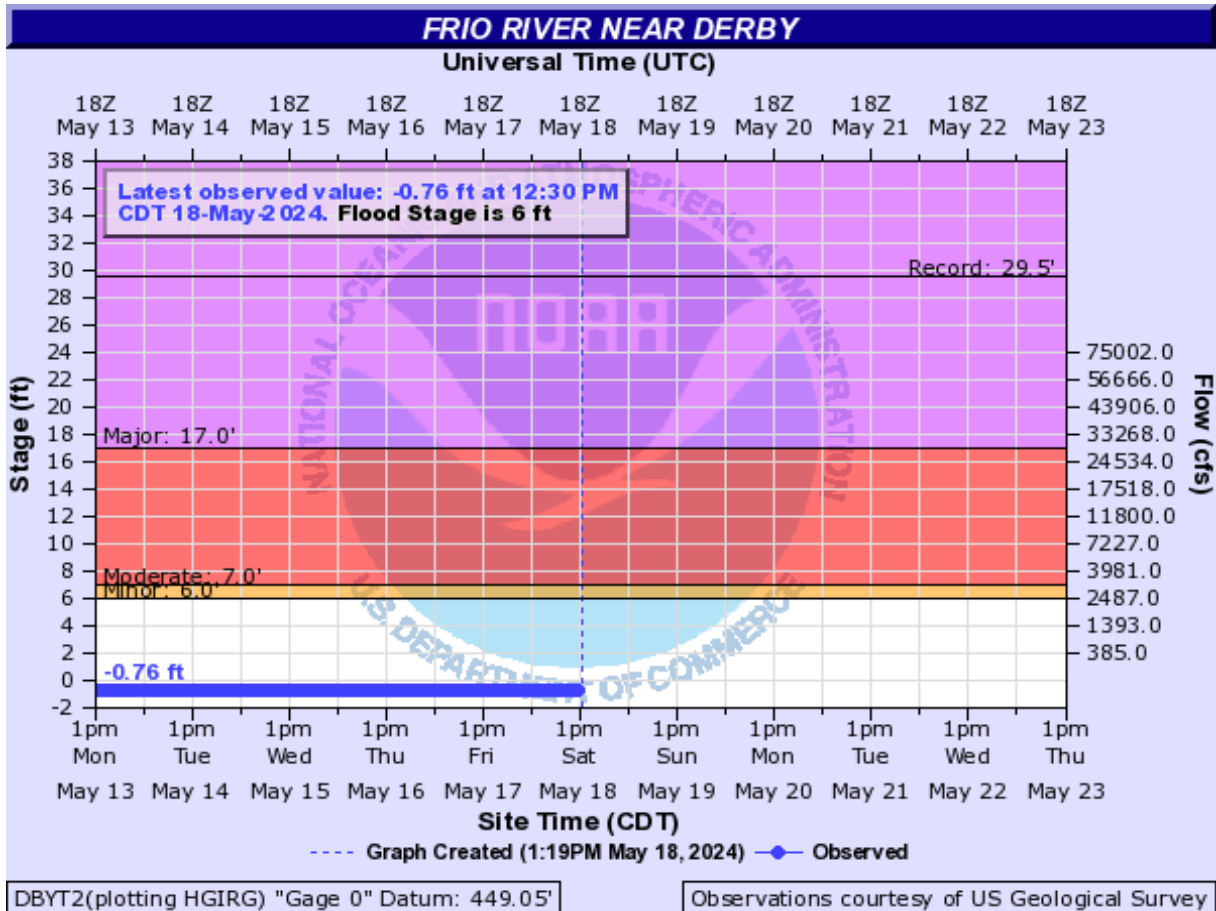 FRIO RIVER NEAR DERBY
Universal Time (UTC)
18Z 18Z 18Z 18Z 18Z 18Z 18Z 18Z 18Z 18Z 18Z
May 13 May 14 May 15 May 16 May 17 May 18 May 19 May 20 May 21 May 22 May 23
Latest observed value: -0.76 ft at 12:30 PM
CDT 18-May-2024. Flood Stage is 6 ft
NATIONAL OCEANIC AND ATMOSPHERIC ADMINISTRATION
NOAA
U.S. DEPARTMENT OF COMMERCE
Stage (ft)
38
36
34
32
30
28
26
24
22
20
18
16
14
12
10
8
6
4
2
0
-2
Record: 29.5'
Major: 17.0'
Moderate: 7.0'
Minor: 6.0'
-0.76 ft
75002.0
56666.0
43906.0
33268.0
24534.0
17518.0
11800.0
7227.0
3981.0
2487.0
1393.0
385.0
Flow (cfs)
1pm 1pm 1pm 1pm 1pm 1pm 1pm 1pm 1pm 1pm 1pm
Mon Tue Wed Thu Fri Sat Sun Mon Tue Wed Thu
May 13 May 14 May 15 May 16 May 17 May 18 May 19 May 20 May 21 May 22 May 23
Site Time (CDT)
Graph Created (1:19PM May 18, 2024) Observed
DBYT2(plotting HGIRG) "Gage 0" Datum: 449.05'
Observations courtesy of US Geological Survey